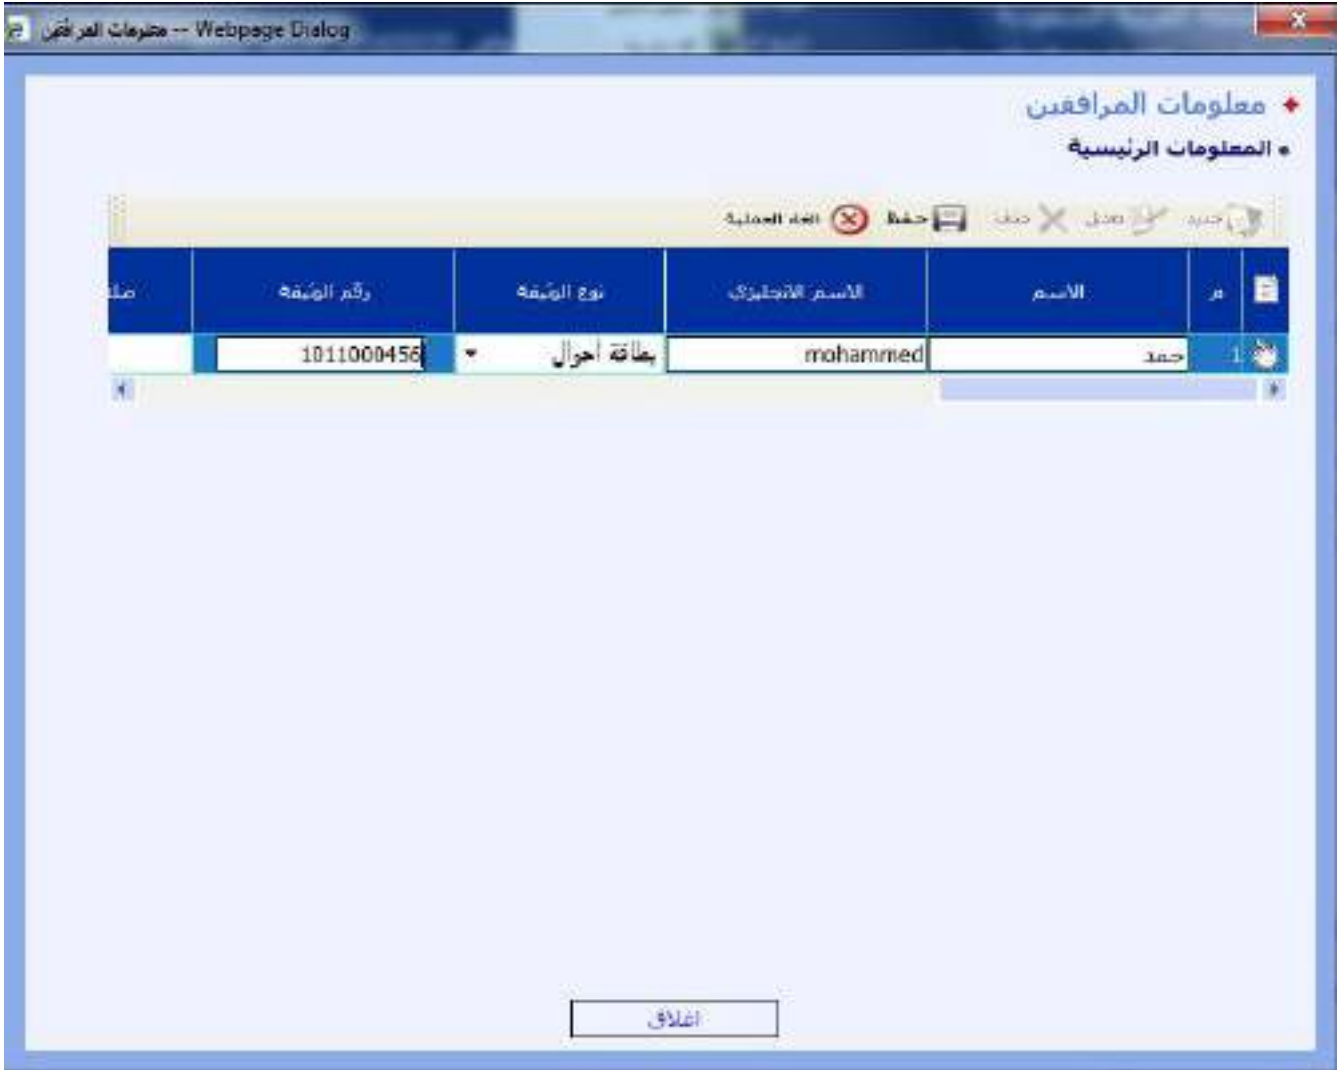 معلومات المرافقين -- Webpage Dialog
معلومات المرافقين
المعلومات الرئيسية
جديد تعديل حذف حفظ الغاء العملية
م الاسم الاسم الانجليزي نوع الوثيقة رقم الوثيقة
1 حمد mohammed بطاقة أحوال 1011000456
اغلاق